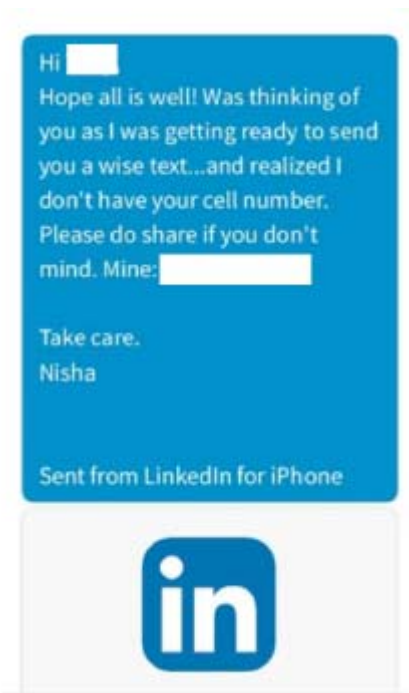 Hi
Hope all is well! Was thinking of
you as I was getting ready to send
you a wise text...and realized I
don't have your cell number.
Please do share if you don't
mind. Mine:
Take care.
Nisha
Sent from LinkedIn for iPhone
in